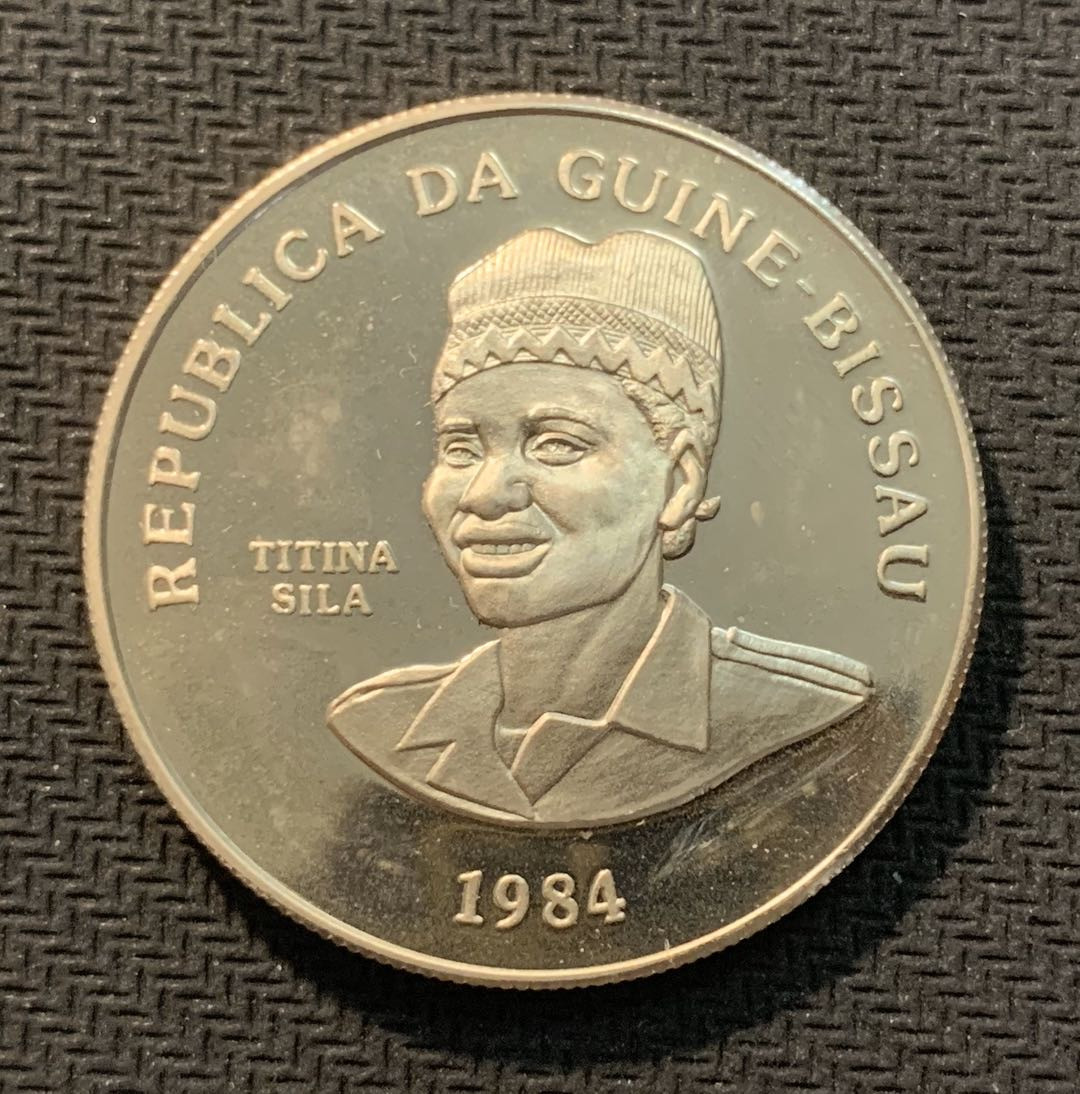 REPUBLICA DA GUINE-BISSAU
TITINA
SILA
1984